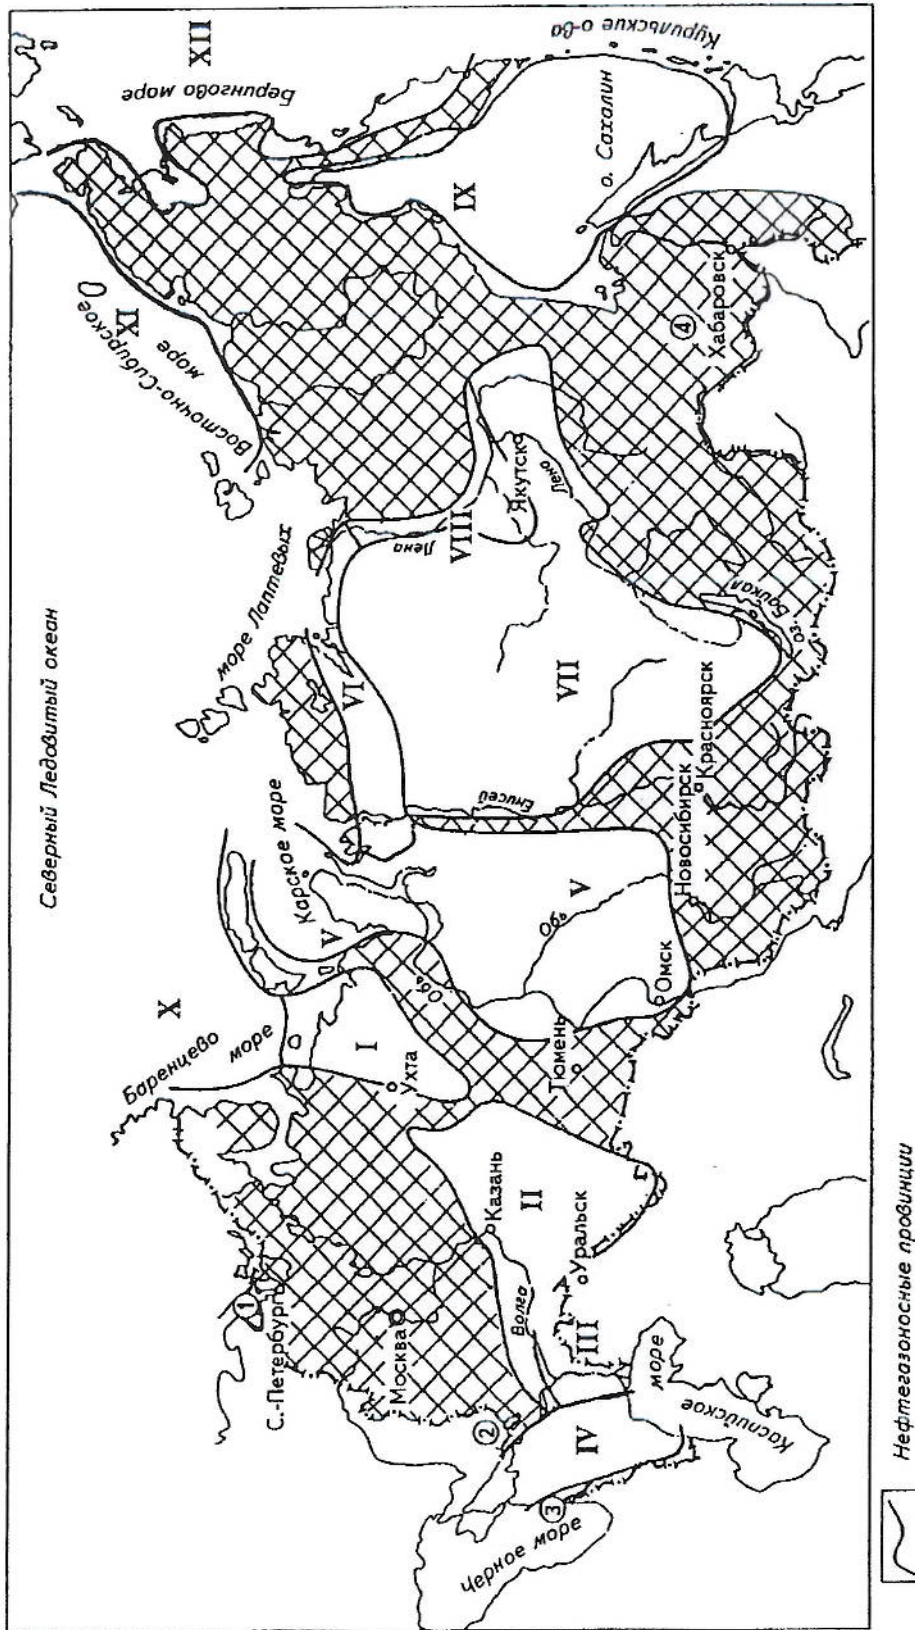 Северный Ледовитый океан
Баренцево
море
X
Карское море
море Лаптевых
Восточно-Сибирское
море
XI
Берингово море
XII
Курильские о-ва
о. Сахалин
IX
С.-Петербург
1
Москва
Ухта
I
V
Обь
Обь
V
Енисей
VI
VII
Лена
VIII
Якутск
Лена
Казань
II
Волга
Уральск
Тюмень
Омск
Новосибирск
Красноярск
оз. Байкал
4
Хабаровск
2
3
III
IV
Черное море
Каспийское
море
Нефтегазоносные провинции